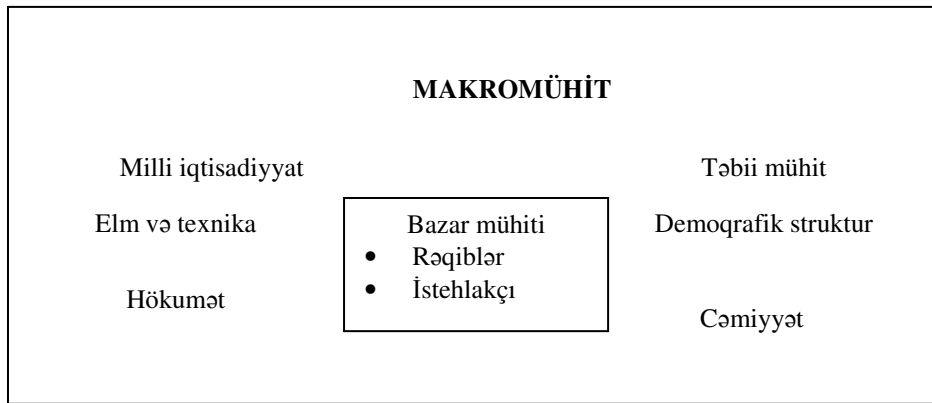 MAKROMÜHİT
Milli iqtisadiyyat
Təbii mühit
Elm və texnika
Bazar mühiti
Demoqrafik struktur
• Rəqiblər
• İstehlakçı
Hökumət
Cəmiyyət